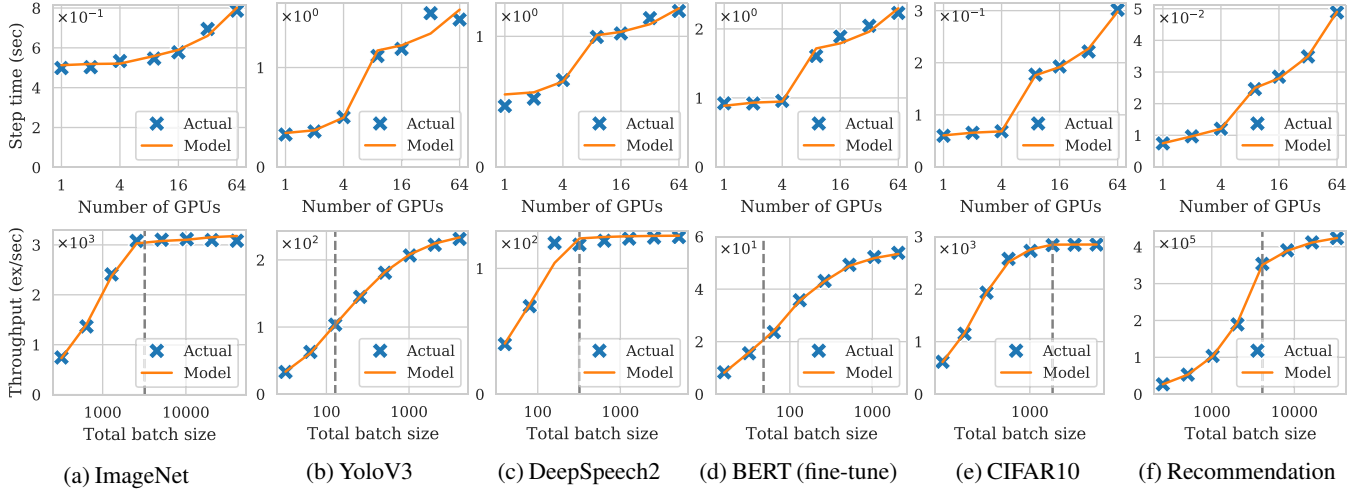 Step time (sec)
×10⁻¹
8
6
4
2
0
Actual
Model
1 4 16 64
Number of GPUs
×10⁰
1
0
Actual
Model
1 4 16 64
Number of GPUs
×10⁰
1
0
Actual
Model
1 4 16 64
Number of GPUs
×10⁰
2
1
0
Actual
Model
1 4 16 64
Number of GPUs
×10⁻¹
3
2
1
0
Actual
Model
1 4 16 64
Number of GPUs
×10⁻²
5
4
3
2
1
0
Actual
Model
1 4 16 64
Number of GPUs
Throughput (ex/sec)
×10³
3
2
1
0
Actual
Model
1000 10000
Total batch size
×10²
2
1
0
Actual
Model
100 1000
Total batch size
×10²
1
0
Actual
Model
100 1000
Total batch size
×10¹
6
4
2
0
Actual
Model
100 1000
Total batch size
×10³
3
2
1
0
Actual
Model
1000
Total batch size
×10⁵
4
3
2
1
0
Actual
Model
1000 10000
Total batch size
(a) ImageNet
(b) YoloV3
(c) DeepSpeech2
(d) BERT (fine-tune)
(e) CIFAR10
(f) Recommendation